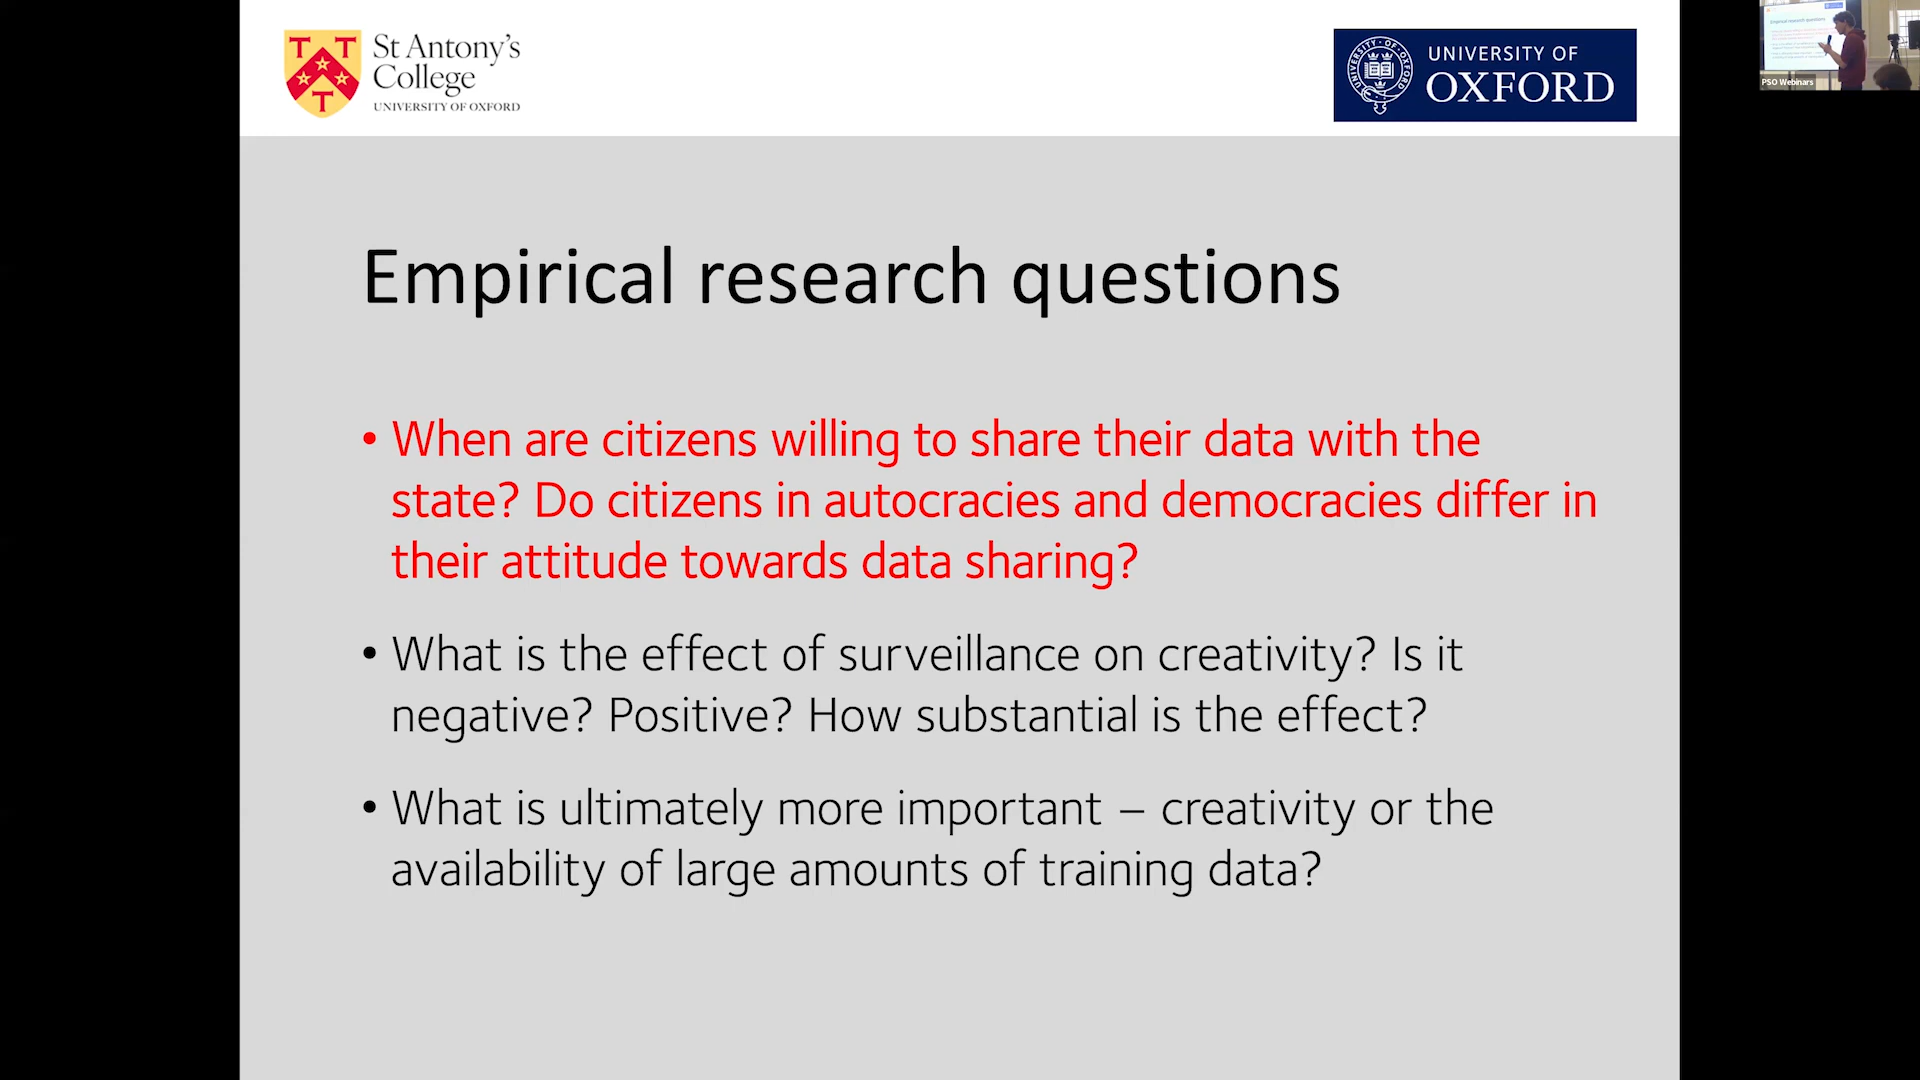 St Antony's
College
UNIVERSITY OF OXFORD
UNIVERSITY OF
OXFORD
PSO Webinars
Empirical research questions
• When are citizens willing to share their data with the
state? Do citizens in autocracies and democracies differ in
their attitude towards data sharing?
• What is the effect of surveillance on creativity? Is it
negative? Positive? How substantial is the effect?
• What is ultimately more important – creativity or the
availability of large amounts of training data?